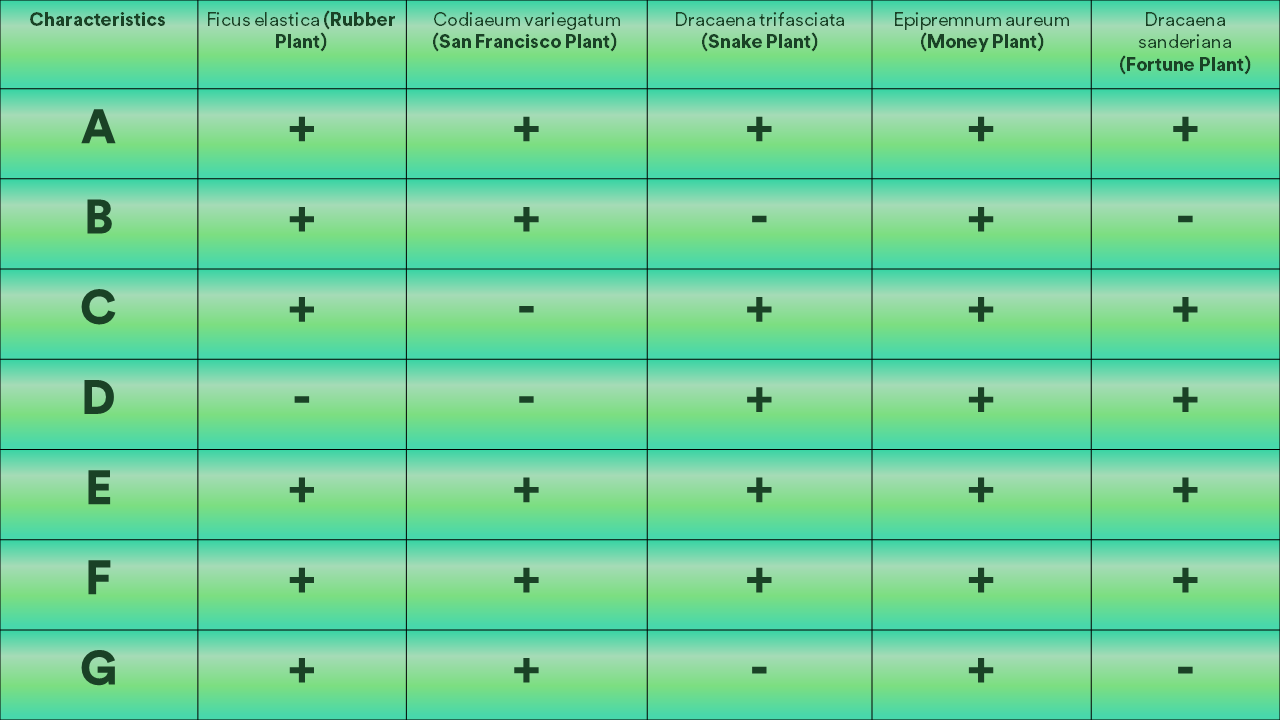 Characteristics
Ficus elastica (Rubber
Plant)
Codiaeum variegatum
(San Francisco Plant)
Dracaena trifasciata
(Snake Plant)
Epipremnum aureum
(Money Plant)
Dracaena
sanderiana
(Fortune Plant)
A + + + + +
B + + - + -
C + - + + +
D - - + + +
E + + + + +
F + + + + +
G + + - + -